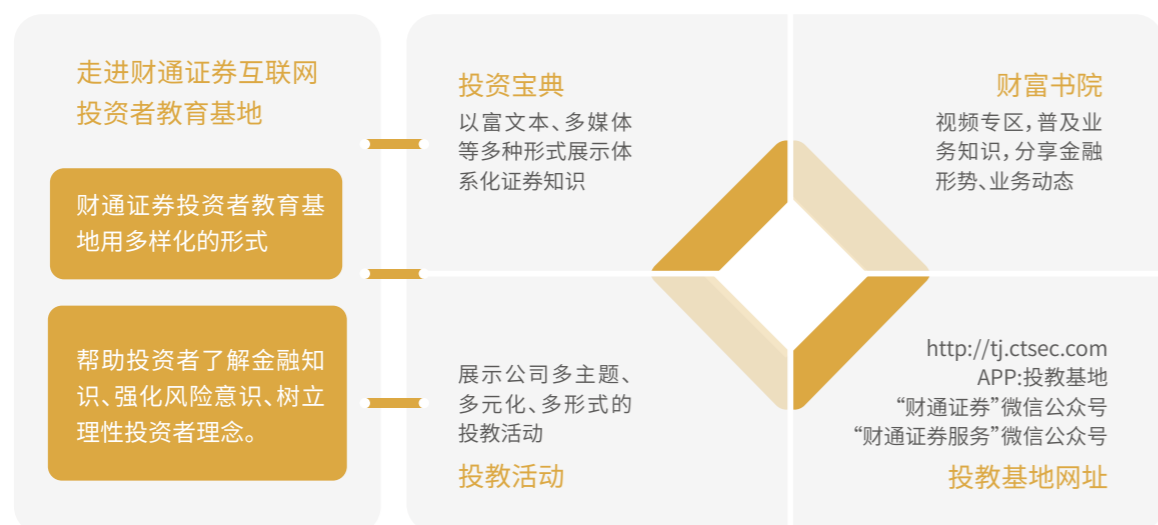 走进财通证券互联网
投资者教育基地
财通证券投资者教育基
地用多样化的形式
帮助投资者了解金融知
识、强化风险意识、树立
理性投资者理念。
投资宝典
以富文本、多媒体
等多种形式展示体
系化证券知识
财富书院
视频专区，普及业
务知识，分享金融
形势、业务动态
展示公司多主题、
多元化、多形式的
投教活动
投教活动
http://tj.ctsec.com
APP:投教基地
“财通证券”微信公众号
“财通证券服务”微信公众号
投教基地网址